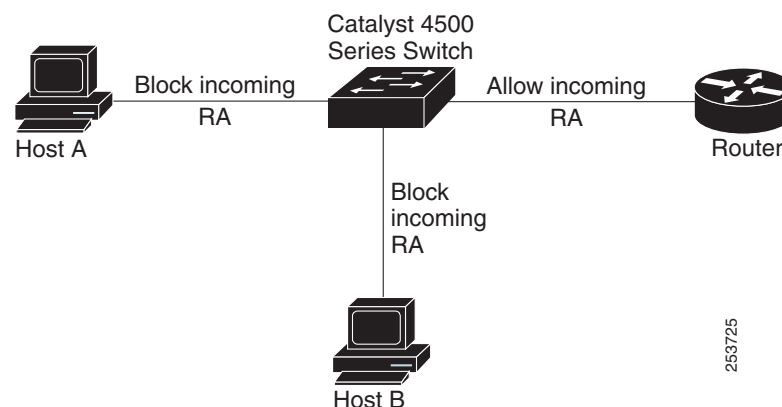 Catalyst 4500
Series Switch
Block incoming
RA
Allow incoming
RA
Host A
Router
Block
incoming
RA
Host B
253725